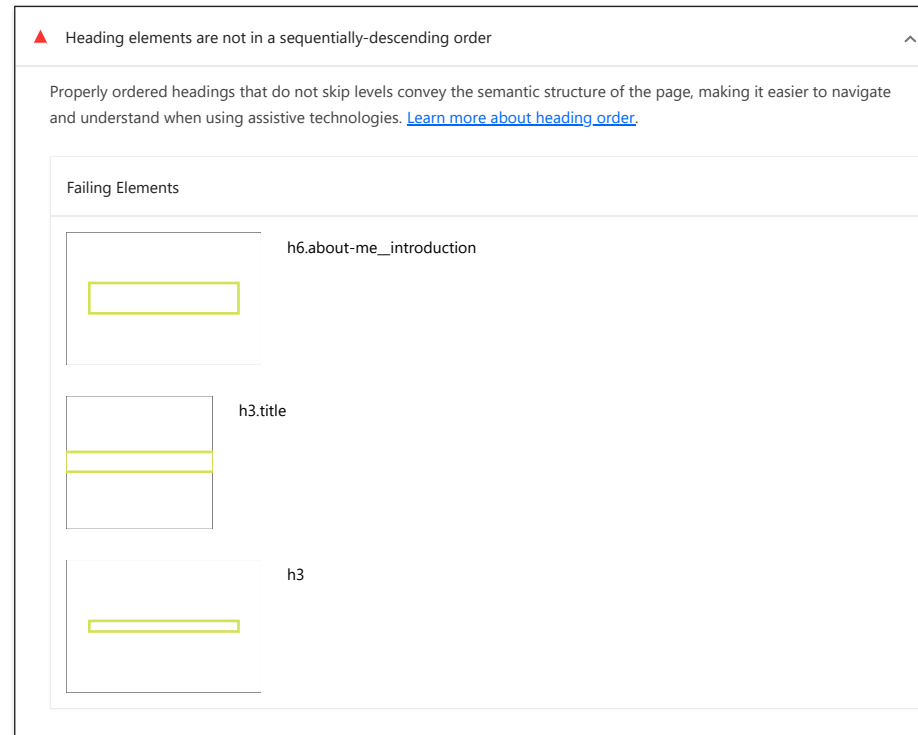 Heading elements are not in a sequentially-descending order
Properly ordered headings that do not skip levels convey the semantic structure of the page, making it easier to navigate
and understand when using assistive technologies. Learn more about heading order.
Failing Elements
h6.about-me__introduction
h3.title
h3